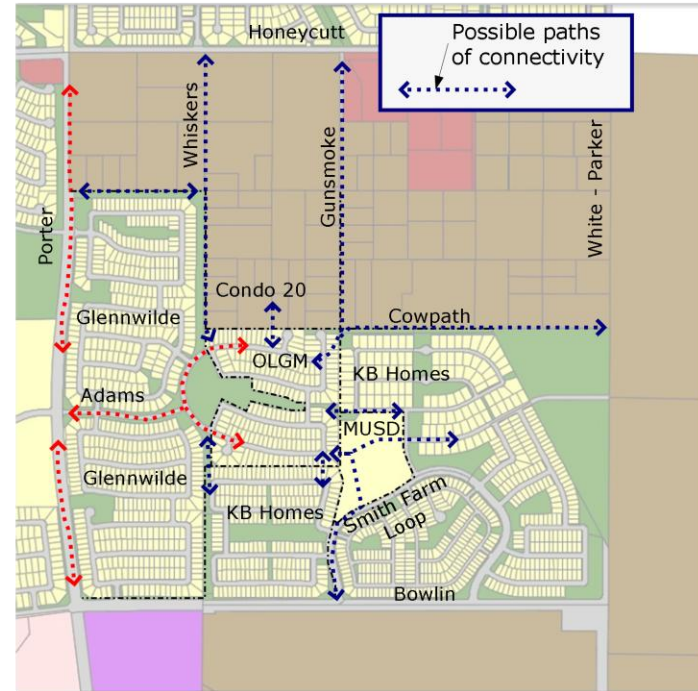 Honeycutt
Possible paths
of connectivity
Whiskers
Gunsmoke
White - Parker
Porter
Condo 20
Glennwilde
Cowpath
OLGM
KB Homes
Adams
MUSD
Glennwilde
KB Homes
Smith Farm
Loop
Bowlin